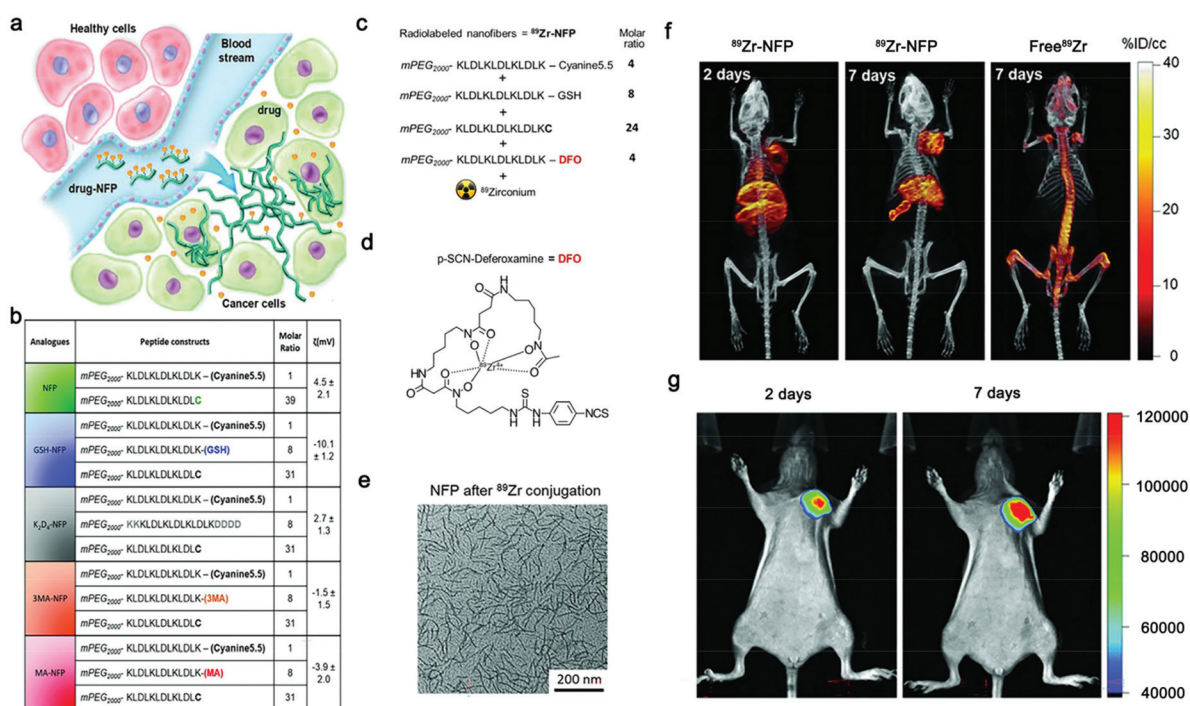 a
Healthy cells
Blood
stream
drug
drug-NFP
Cancer cells
b
Analogues Peptide constructs Molar Ratio ζ(mV)
NFP
mPEG2000- KLDLKLDLKLDLK – (Cyanine5.5) 1
mPEG2000- KLDLKLDLKLDLC 39
4.5 ± 2.1
GSH-NFP
mPEG2000- KLDLKLDLKLDLK – (Cyanine5.5) 1
mPEG2000- KLDLKLDLKLDLK-(GSH) 8
mPEG2000- KLDLKLDLKLDLC 31
-10.1 ± 1.2
K2D4-NFP
mPEG2000- KLDLKLDLKLDLK – (Cyanine5.5) 1
mPEG2000- KKKLDLKLDLKLDLKDDDD 8
mPEG2000- KLDLKLDLKLDLC 31
2.7 ± 1.3
3MA-NFP
mPEG2000- KLDLKLDLKLDLK – (Cyanine5.5) 1
mPEG2000- KLDLKLDLKLDLK-(3MA) 8
mPEG2000- KLDLKLDLKLDLC 31
-1.5 ± 1.5
MA-NFP
mPEG2000- KLDLKLDLKLDLK – (Cyanine5.5) 1
mPEG2000- KLDLKLDLKLDLK-(MA) 8
mPEG2000- KLDLKLDLKLDLC 31
-3.9 ± 2.0
c
Radiolabeled nanofibers = 89Zr-NFP Molar ratio
mPEG2000- KLDLKLDLKLDLK – Cyanine5.5 4
+
mPEG2000- KLDLKLDLKLDLK – GSH 8
+
mPEG2000- KLDLKLDLKLDLKC 24
+
mPEG2000- KLDLKLDLKLDLK – DFO 4
+
89Zirconium
d
p-SCN-Deferoxamine = DFO
H
N
O
O
N
O
O
N
O
89Zr4+
O
HN
O
O
O
N
S
N
H
N
H
NCS
e
NFP after 89Zr conjugation
200 nm
f
89Zr-NFP 89Zr-NFP Free89Zr %ID/cc
2 days 7 days 7 days
40
30
20
10
0
g
2 days 7 days
120000
100000
80000
60000
40000